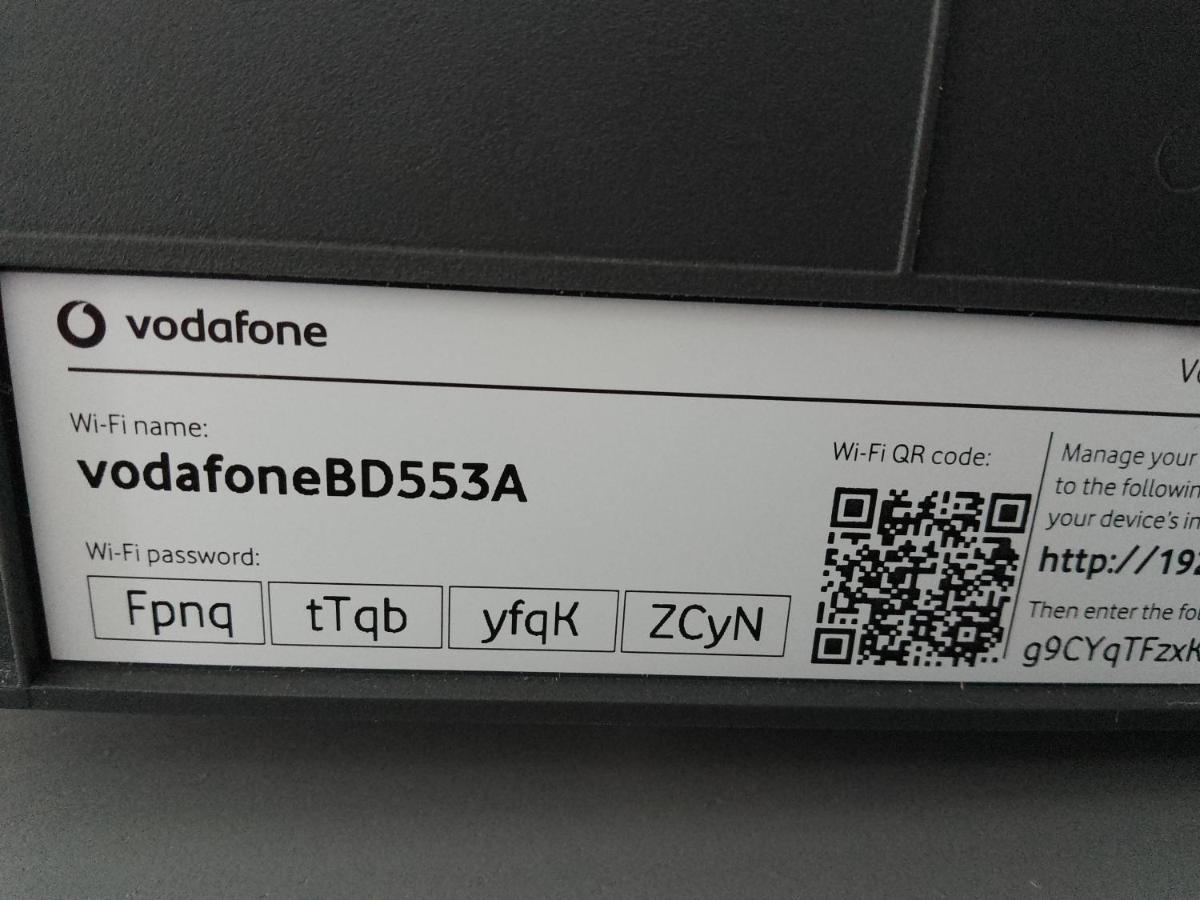 vodafone
Wi-Fi name:
vodafoneBD553A
Wi-Fi password:
Fpnq tTqb yfqK ZCyN
Wi-Fi QR code:
Manage your
to the
your device's
Then enter the